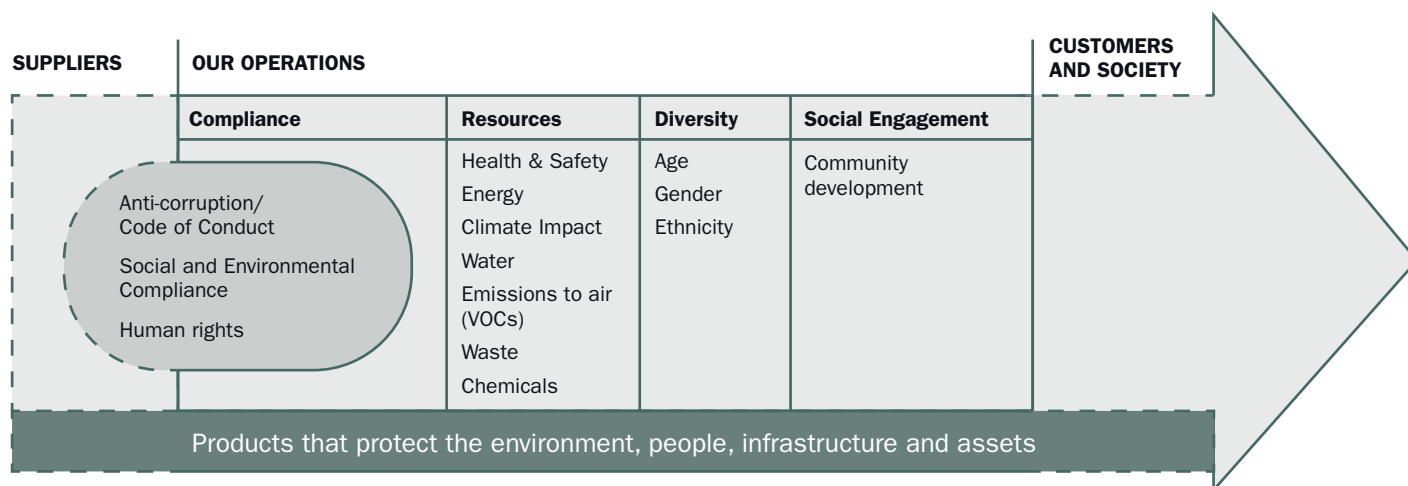 SUPPLIERS
OUR OPERATIONS
CUSTOMERS
AND SOCIETY
Compliance
Resources
Diversity
Social Engagement
Anti-corruption/
Code of Conduct
Social and Environmental
Compliance
Human rights
Health & Safety
Energy
Climate Impact
Water
Emissions to air
(VOCs)
Waste
Chemicals
Age
Gender
Ethnicity
Community
development
Products that protect the environment, people, infrastructure and assets